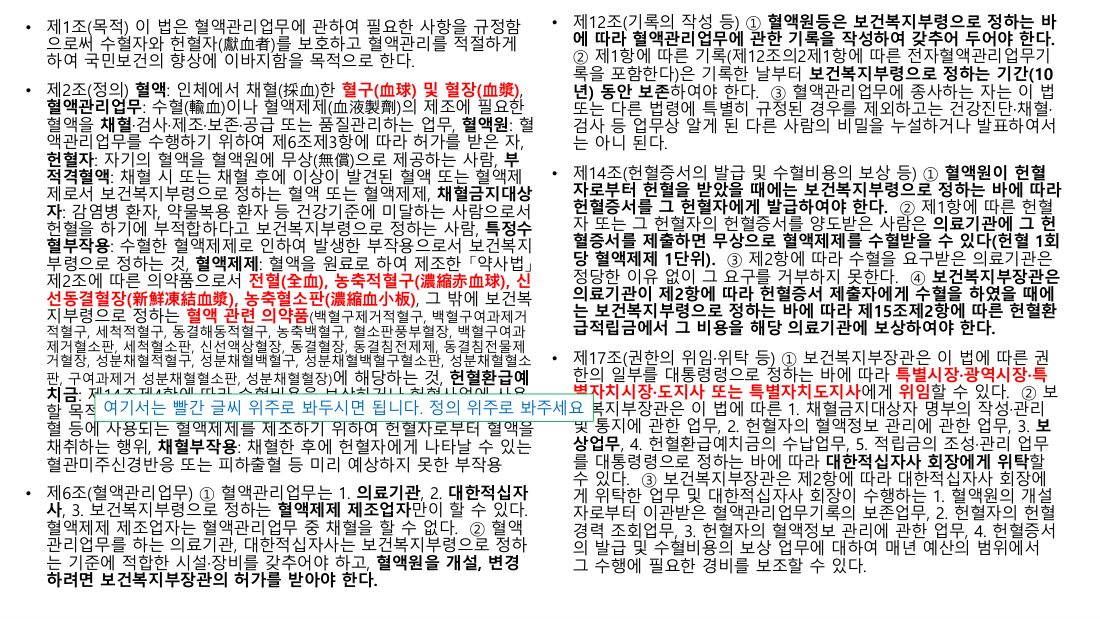 • 제1조(목적) 이 법은 혈액관리업무에 관하여 필요한 사항을 규정함
으로써 수혈자와 헌혈자(獻血者)를 보호하고 혈액관리를 적절하게
하여 국민보건의 향상에 이바지함을 목적으로 한다.
• 제2조(정의) 혈액: 인체에서 채혈(採血)한 혈구(血球) 및 혈장(血漿),
혈액관리업무: 수혈(輸血)이나 혈액제제(血液製劑)의 제조에 필요한
혈액을 채혈·검사·제조·보존·공급 또는 품질관리하는 업무, 혈액원: 혈
액관리업무를 수행하기 위하여 제6조제3항에 따라 허가를 받은 자,
헌혈자: 자기의 혈액을 혈액원에 무상(無償)으로 제공하는 사람, 부
적격혈액: 채혈 시 또는 채혈 후에 이상이 발견된 혈액 또는 혈액제
제로서 보건복지부령으로 정하는 혈액 또는 혈액제제, 채혈금지대상
자: 감염병 환자, 약물복용 환자 등 건강기준에 미달하는 사람으로서
헌혈을 하기에 부적합하다고 보건복지부령으로 정하는 사람, 특정수
혈부작용: 수혈한 혈액제제로 인하여 발생한 부작용으로서 보건복지
부령으로 정하는 것, 혈액제제: 혈액을 원료로 하여 제조한 「약사법」
제2조에 따른 의약품으로서 전혈(全血), 농축적혈구(濃縮赤血球), 신
선동결혈장(新鮮凍結血漿), 농축혈소판(濃縮血小板), 그 밖에 보건복
지부령으로 정하는 혈액 관련 의약품(백혈구제거적혈구, 백혈구여과제거
적혈구, 세척적혈구, 동결해동적혈구, 농축백혈구, 혈소판풍부혈장, 백혈구여과
제거혈소판, 세척혈소판, 신선액상혈장, 동결혈장, 동결침전제제, 동결침전물제
거혈장, 성분채혈적혈구, 성분채혈백혈구, 성분채혈백혈구혈소판, 성분채혈혈소
판, 구여과제거 성분채혈혈소판, 성분채혈혈장)에 해당하는 것, 헌혈환급예
치금:
할 목적
여기서는 빨간 글씨 위주로 봐두시면 됩니다. 정의 위주로 봐주세요
혈 등에 사용되는 혈액제제를 제조하기 위하여 헌혈자로부터 혈액을
채취하는 행위, 채혈부작용: 채혈한 후에 헌혈자에게 나타날 수 있는
혈관미주신경반응 또는 피하출혈 등 미리 예상하지 못한 부작용
• 제6조(혈액관리업무) ① 혈액관리업무는 1. 의료기관, 2. 대한적십자
사, 3. 보건복지부령으로 정하는 혈액제제 제조업자만이 할 수 있다.
혈액제제 제조업자는 혈액관리업무 중 채혈을 할 수 없다. ② 혈액
관리업무를 하는 의료기관, 대한적십자사는 보건복지부령으로 정하
는 기준에 적합한 시설·장비를 갖추어야 하고, 혈액원을 개설, 변경
하려면 보건복지부장관의 허가를 받아야 한다.
• 제12조(기록의 작성 등) ① 혈액원등은 보건복지부령으로 정하는 바
에 따라 혈액관리업무에 관한 기록을 작성하여 갖추어 두어야 한다.
② 제1항에 따른 기록(제12조의2제1항에 따른 전자혈액관리업무기
록을 포함한다)은 기록한 날부터 보건복지부령으로 정하는 기간(10
년) 동안 보존하여야 한다. ③ 혈액관리업무에 종사하는 자는 이 법
또는 다른 법령에 특별히 규정된 경우를 제외하고는 건강진단·채혈·
검사 등 업무상 알게 된 다른 사람의 비밀을 누설하거나 발표하여서
는 아니 된다.
• 제14조(헌혈증서의 발급 및 수혈비용의 보상 등) ① 혈액원이 헌혈
자로부터 헌혈을 받았을 때에는 보건복지부령으로 정하는 바에 따라
헌혈증서를 그 헌혈자에게 발급하여야 한다. ② 제1항에 따른 헌혈
자 또는 그 헌혈자의 헌혈증서를 양도받은 사람은 의료기관에 그 헌
혈증서를 제출하면 무상으로 혈액제제를 수혈받을 수 있다(헌혈 1회
당 혈액제제 1단위). ③ 제2항에 따라 수혈을 요구받은 의료기관은
정당한 이유 없이 그 요구를 거부하지 못한다. ④ 보건복지부장관은
의료기관이 제2항에 따라 헌혈증서 제출자에게 수혈을 하였을 때에
는 보건복지부령으로 정하는 바에 따라 제15조제2항에 따른 헌혈환
급적립금에서 그 비용을 해당 의료기관에 보상하여야 한다.
• 제17조(권한의 위임·위탁 등) ① 보건복지부장관은 이 법에 따른 권
한의 일부를 대통령령으로 정하는 바에 따라 특별시장·광역시장·특
별자치시장·도지사 또는 특별자치도지사에게 위임할 수 있다. ② 보
복지부장관은 이 법에 따른 1. 채혈금지대상자 명부의 작성·관리
및 통지에 관한 업무, 2. 헌혈자의 혈액정보 관리에 관한 업무, 3. 보
상업무, 4. 헌혈환급예치금의 수납업무, 5. 적립금의 조성·관리 업무
를 대통령령으로 정하는 바에 따라 대한적십자사 회장에게 위탁할
수 있다. ③ 보건복지부장관은 제2항에 따라 대한적십자사 회장에
게 위탁한 업무 및 대한적십자사 회장이 수행하는 1. 혈액원의 개설
자로부터 이관받은 혈액관리업무기록의 보존업무, 2. 헌혈자의 헌혈
경력 조회업무, 3. 헌혈자의 혈액정보 관리에 관한 업무, 4. 헌혈증서
의 발급 및 수혈비용의 보상 업무에 대하여 매년 예산의 범위에서
그 수행에 필요한 경비를 보조할 수 있다.